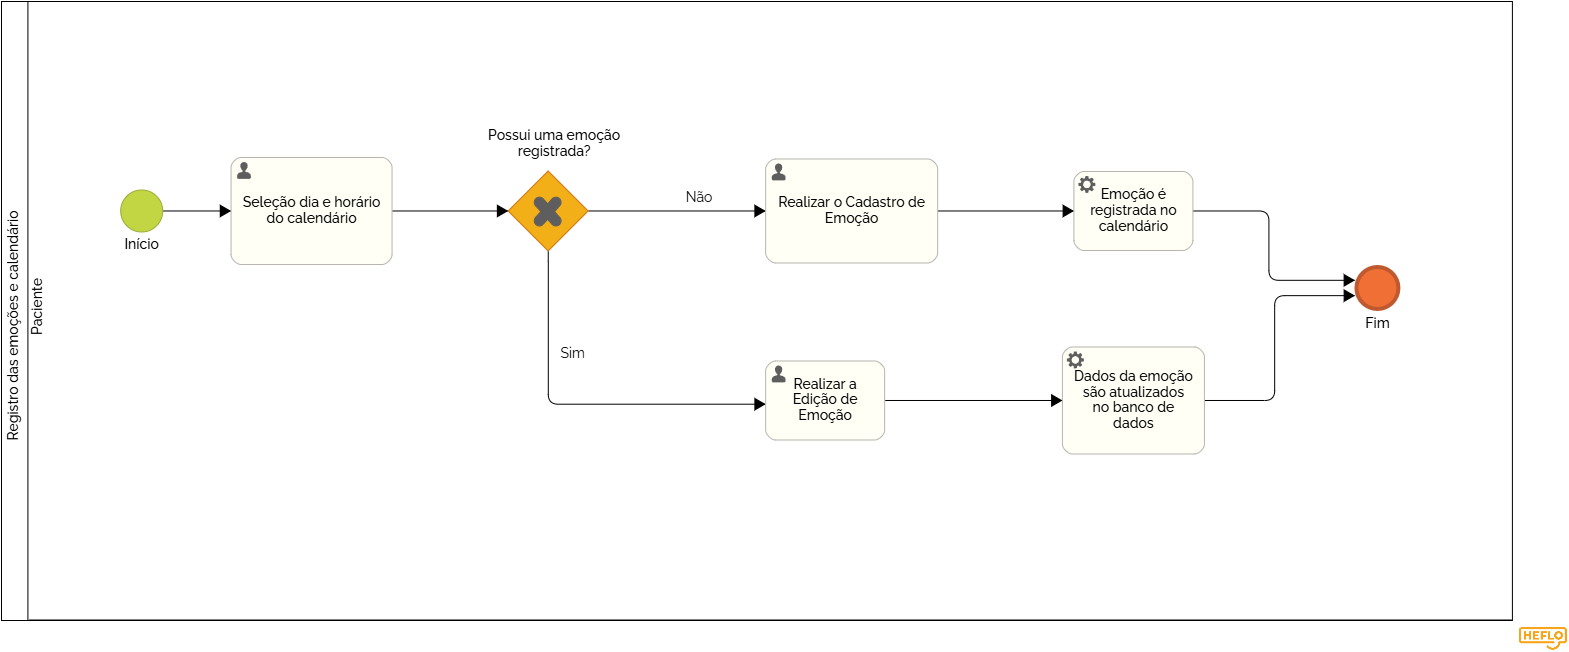 Registro das emoções e calendário
Paciente
Início
Seleção dia e horário
do calendário
Possui uma emoção
registrada?
Não
Sim
Realizar o Cadastro de
Emoção
Emoção é
registrada no
calendário
Realizar a
Edição de
Emoção
Dados da emoção
são atualizados
no banco de
dados
Fim
HEFLO